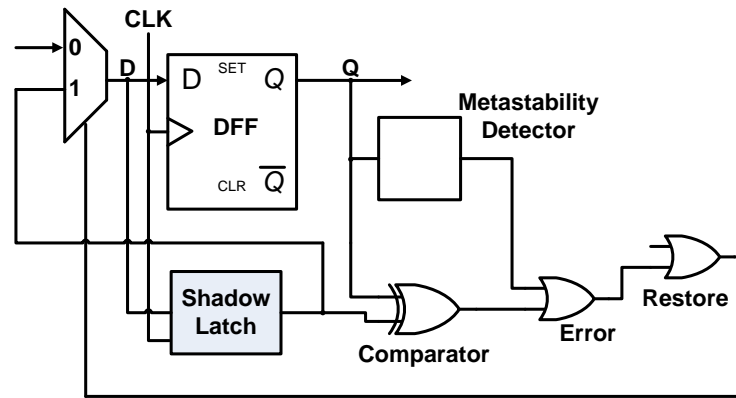 CLK
0
1
D
D
SET
Q
DFF
CLR
Q
Q
Metastability
Detector
Shadow
Latch
Comparator
Error
Restore